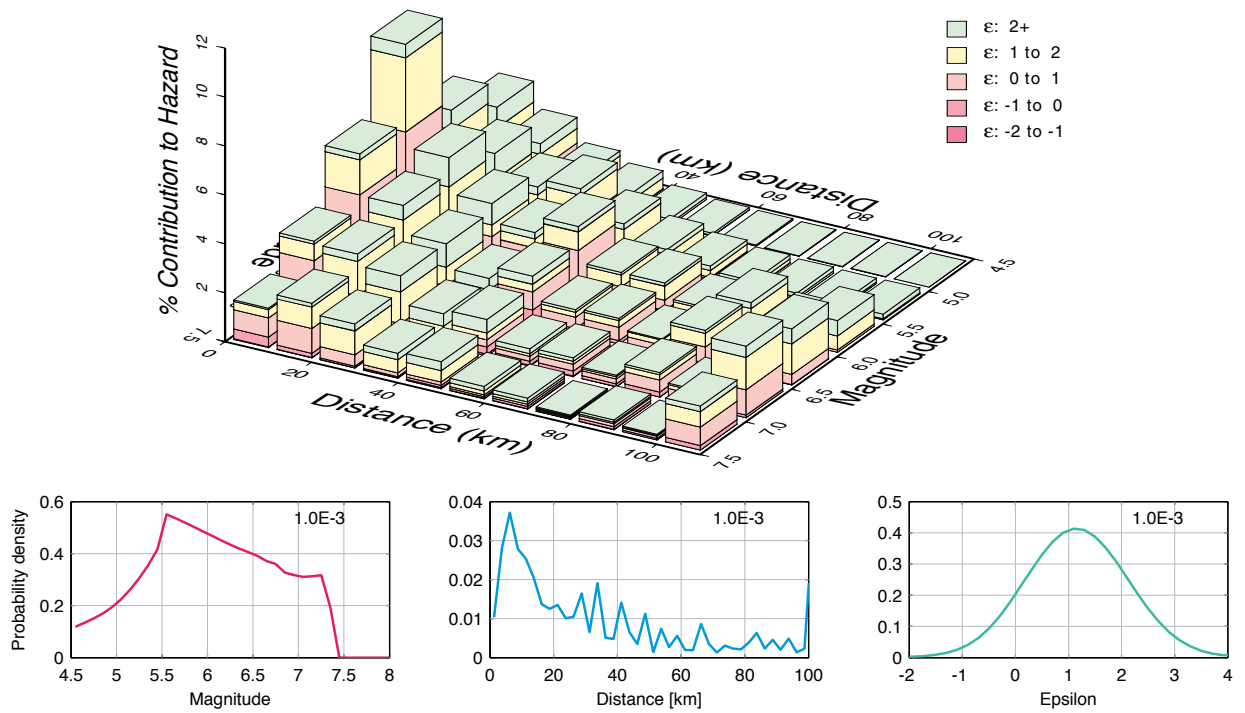 12
10
8
6
4
2
% Contribution to Hazard
ε: 2+
ε: 1 to 2
ε: 0 to 1
ε: -1 to 0
ε: -2 to -1
40
60
80
100
Distance (km)
4.5
5.0
5.5
6.0
6.5
7.0
7.5
Magnitude
e
7.5
0
20
40
60
80
100
Distance (km)
0.6
0.4
0.2
0
Probability density
1.0E-3
4.5 5 5.5 6 6.5 7 7.5 8
Magnitude
0.04
0.03
0.02
0.01
0
1.0E-3
0 20 40 60 80 100
Distance [km]
0.5
0.4
0.3
0.2
0.1
0
1.0E-3
-2 -1 0 1 2 3 4
Epsilon